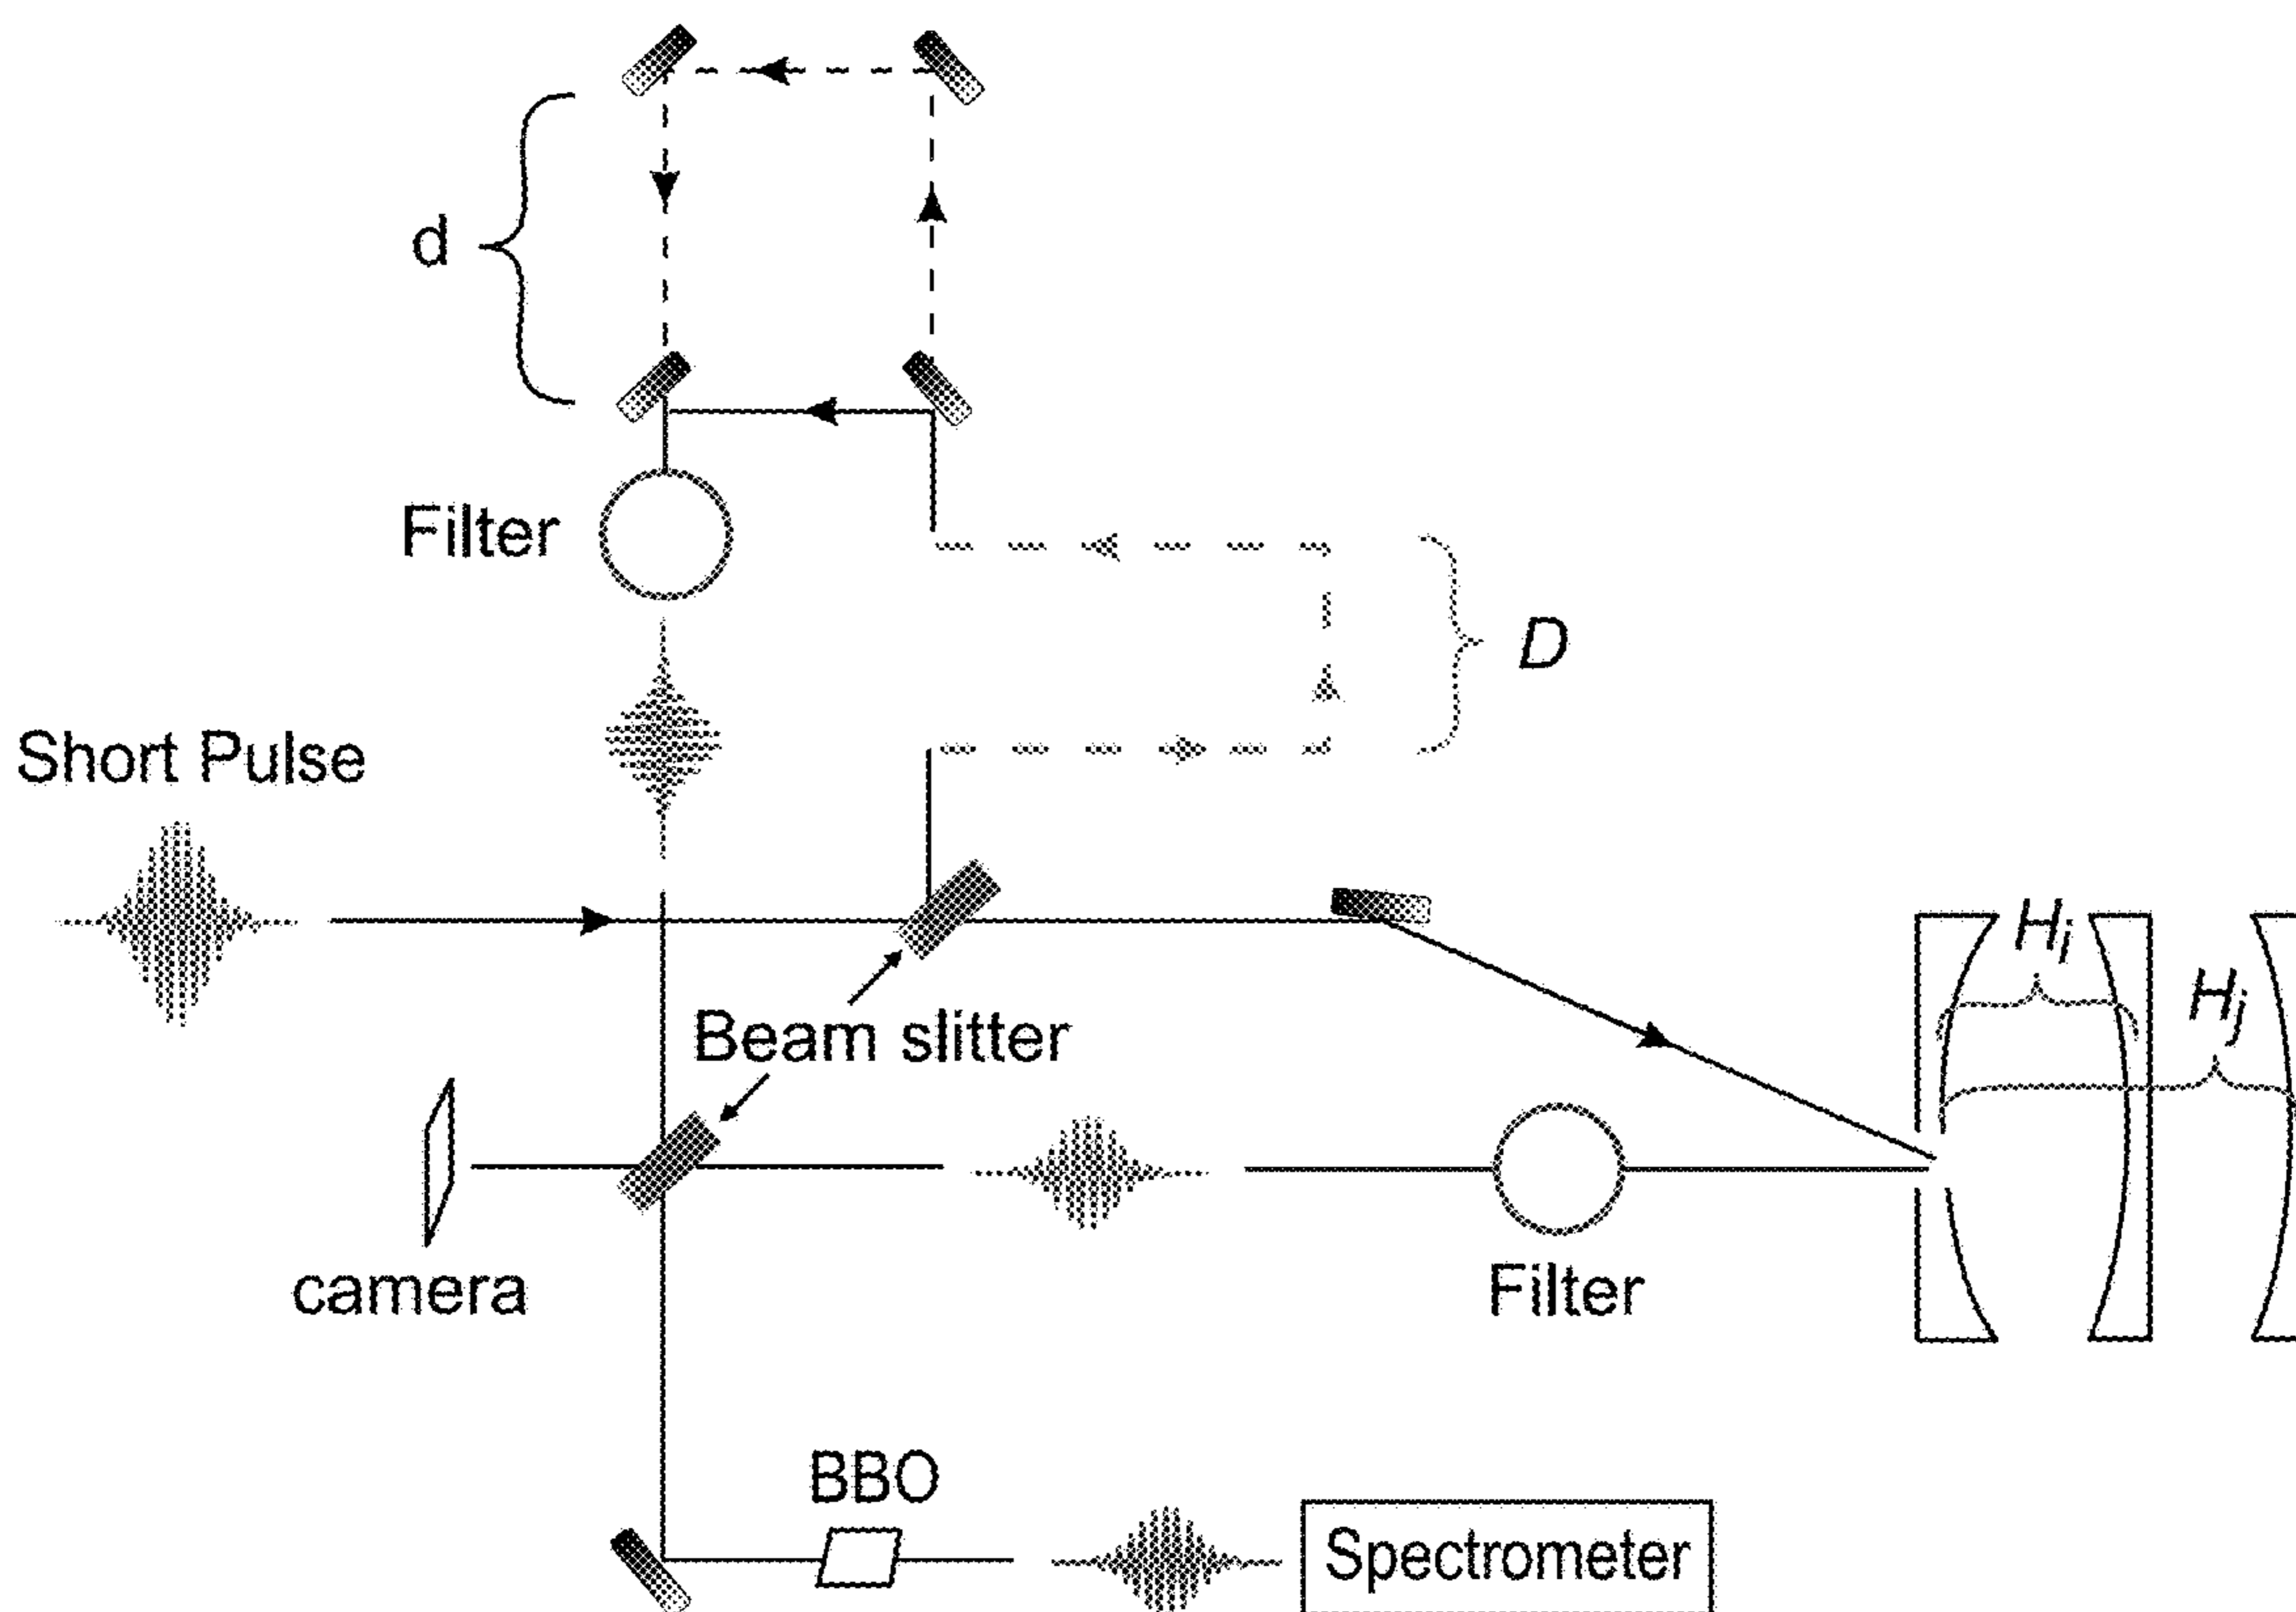 d
Filter
D
Short Pulse
Hi
Hj
Beam slitter
camera
Filter
BBO
Spectrometer